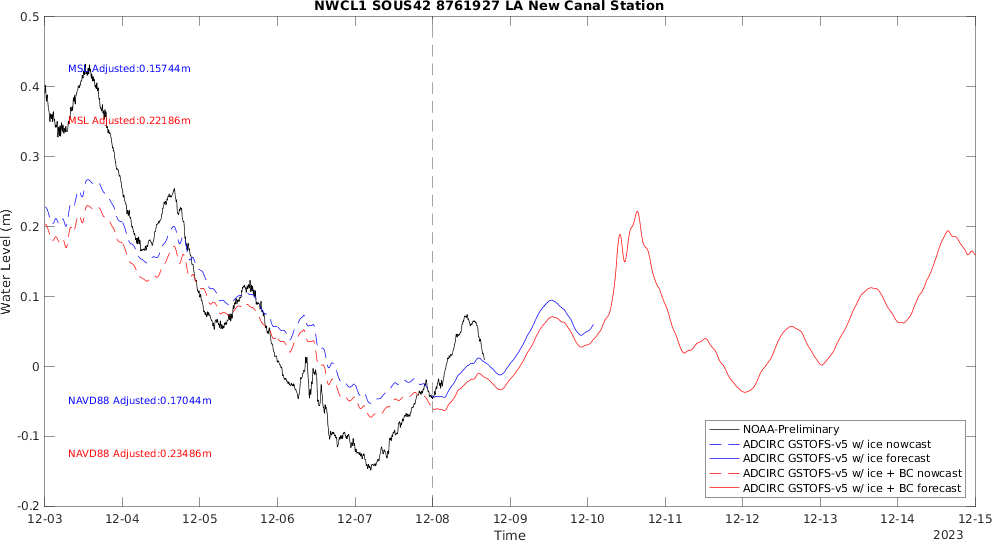 NWCL1 SOUS42 8761927 LA New Canal Station
0.5
0.4
0.3
0.2
0.1
0
-0.1
-0.2
Water Level (m)
MSL Adjusted:0.15744m
MSL Adjusted:0.22186m
NAVD88 Adjusted:0.17044m
NAVD88 Adjusted:0.23486m
NOAA-Preliminary
ADCIRC GSTOFS-v5 w/ ice nowcast
ADCIRC GSTOFS-v5 w/ ice forecast
ADCIRC GSTOFS-v5 w/ ice + BC nowcast
ADCIRC GSTOFS-v5 w/ ice + BC forecast
12-03 12-04 12-05 12-06 12-07 12-08 12-09 12-10 12-11 12-12 12-13 12-14 12-15
Time
2023